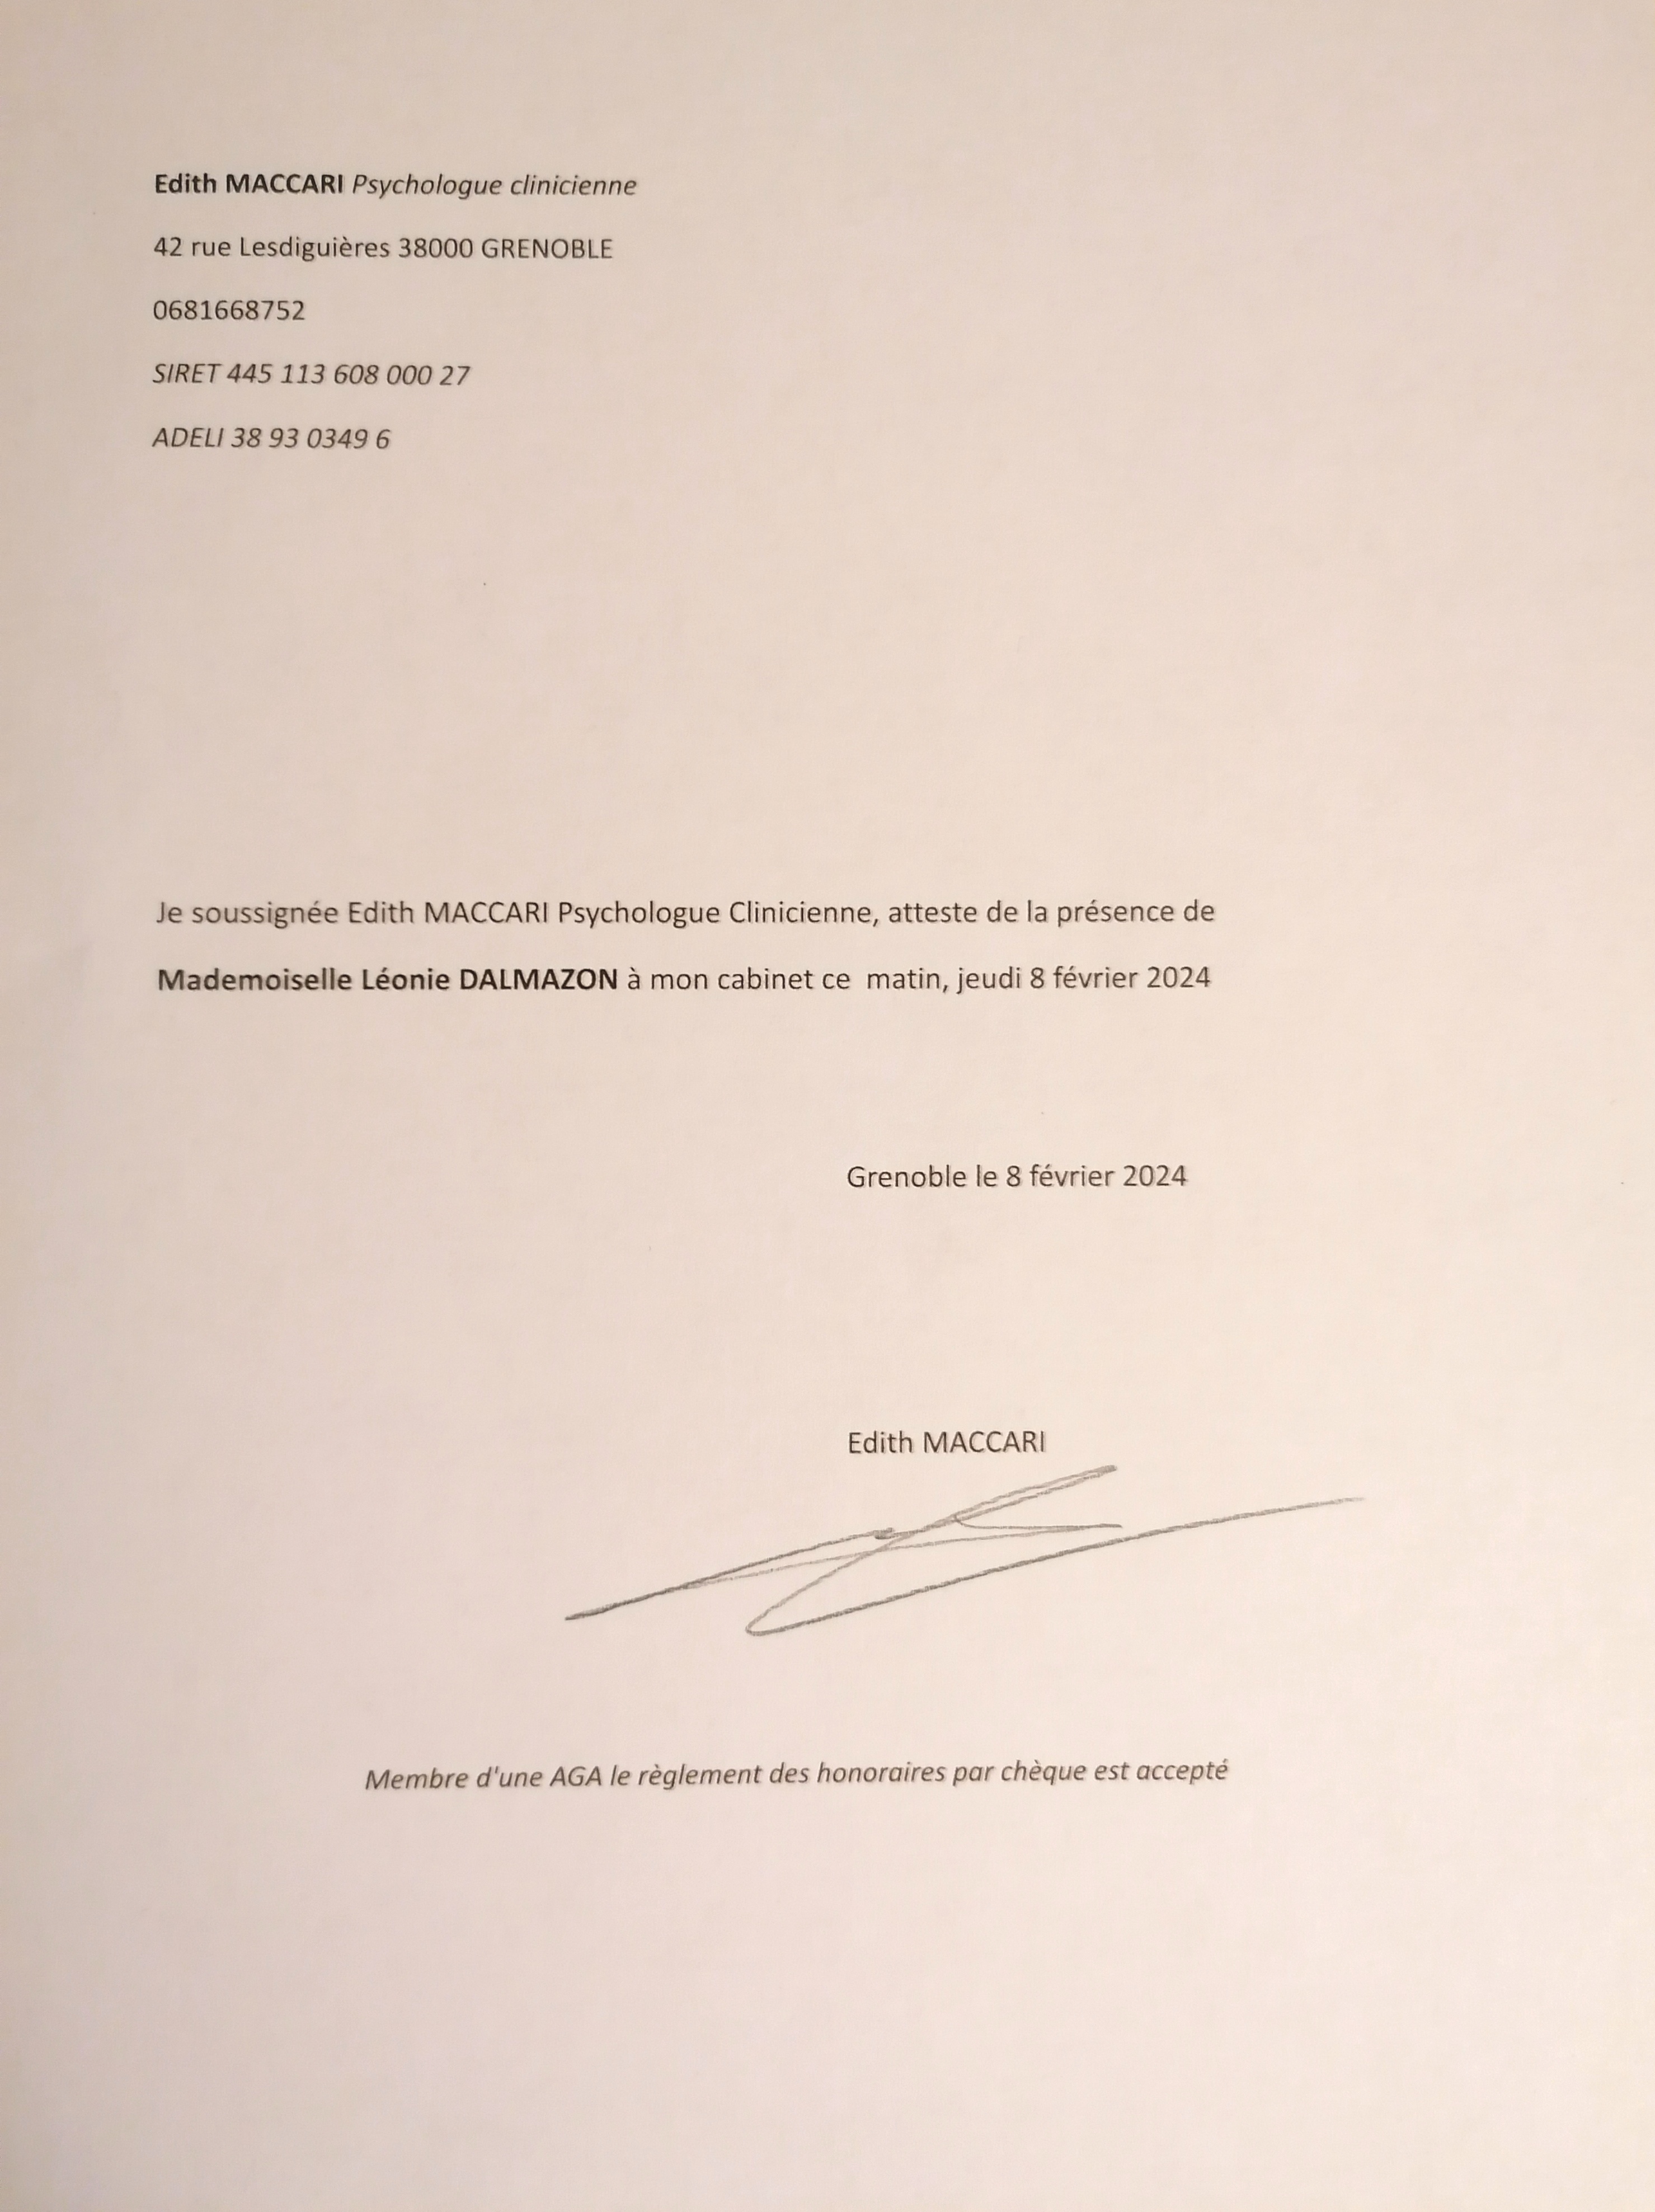 Edith MACCARI Psychologue clinicienne
42 rue Lesdiguières 38000 GRENOBLE
0681668752
SIRET 445 113 608 000 27
ADELI 38 93 0349 6
Je soussignée Edith MACCARI Psychologue Clinicienne, atteste de la présence de
Mademoiselle Léonie DALMAZON à mon cabinet ce  matin, jeudi 8 février 2024
Grenoble le 8 février 2024
Edith MACCARI
Membre d'une AGA le règlement des honoraires par chèque est accepté